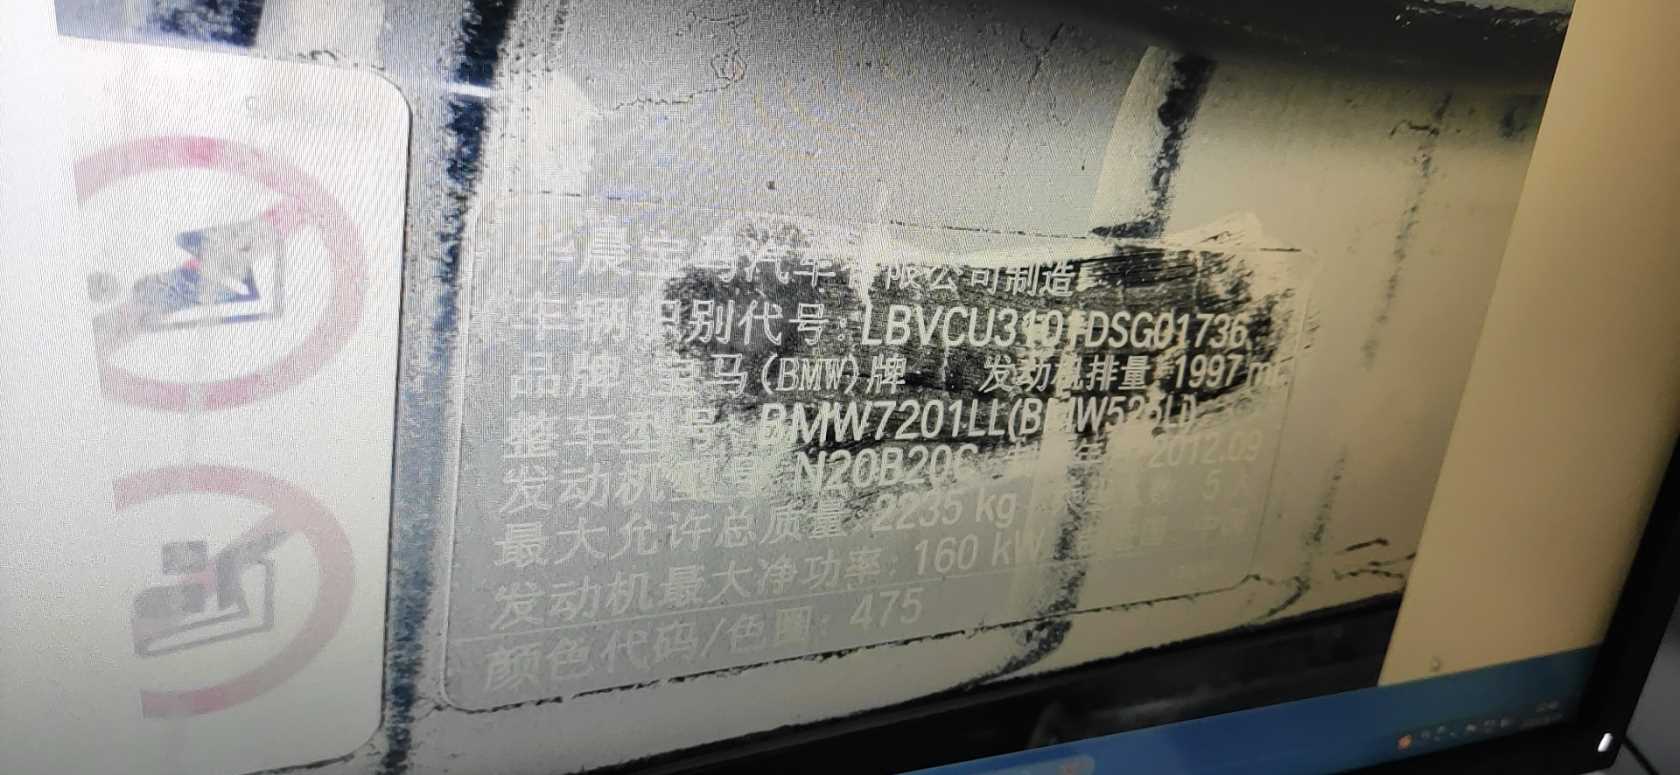 华晨宝马汽车有限公司制造
车辆识别代号:LBVCU3101DSG01736
品牌:宝马(BMW)牌 发动机排量:1997 m
整车型号:BMW7201LL(BMW525Li)
发动机型号:N20B20C 制 年 2012.09
最大允许总质量:2235 kg 5人
发动机最大净功率:160 kW
颜色代码/色圈:475